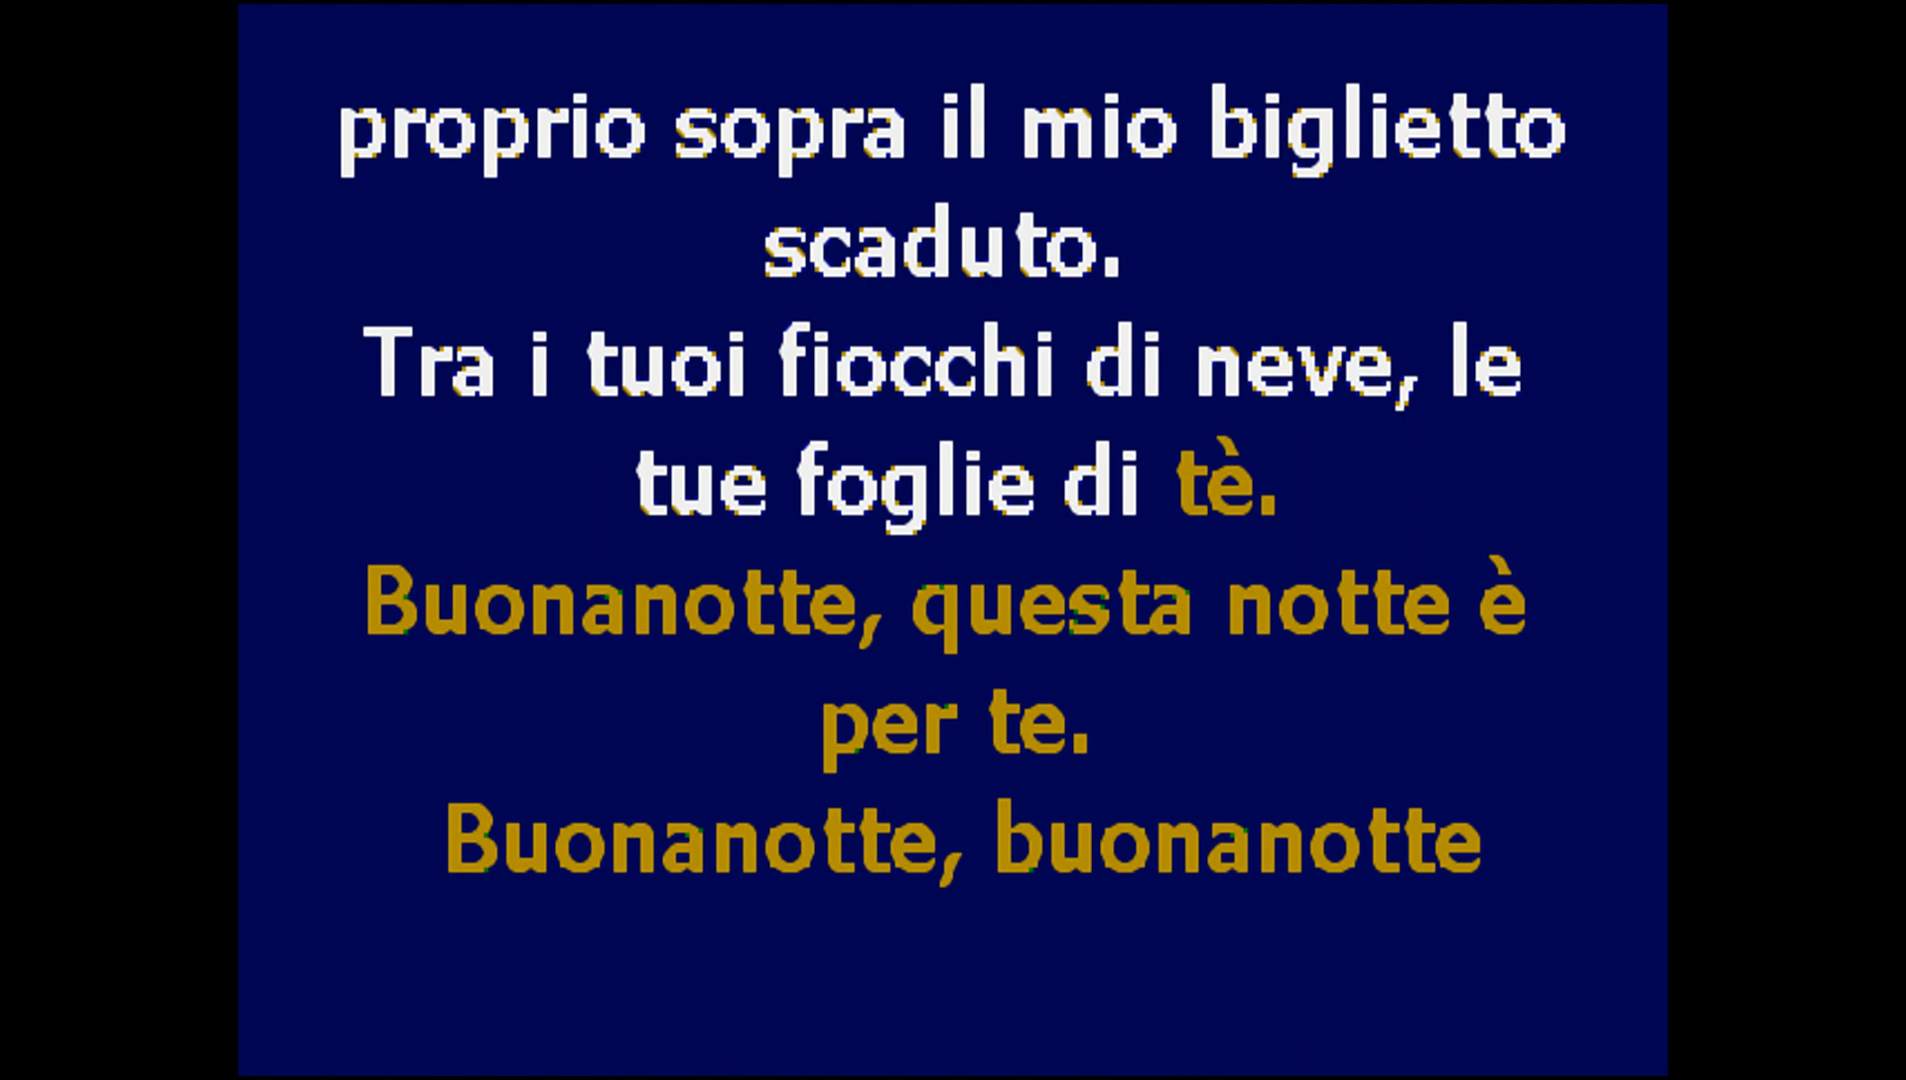 proprio sopra il mio biglietto
scaduto.
Tra i tuoi fiocchi di neve, le
tue foglie di tè.
Buonanotte, questa notte è
per te.
Buonanotte, buonanotte